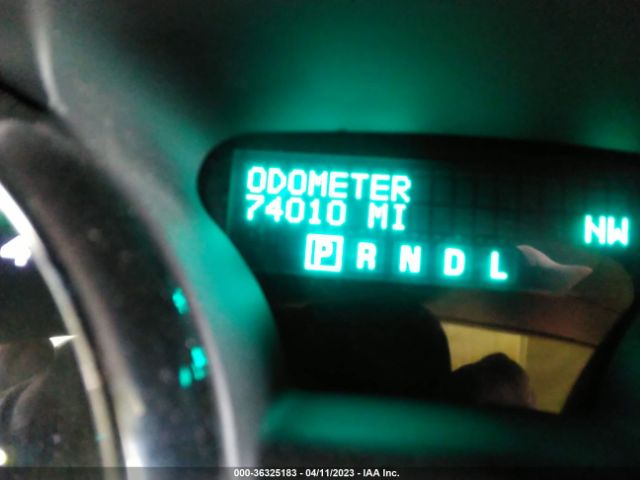 ODOMETER
74010 MI
NW
P R N D L
000-36325183 - 04/11/2023 - IAA Inc.